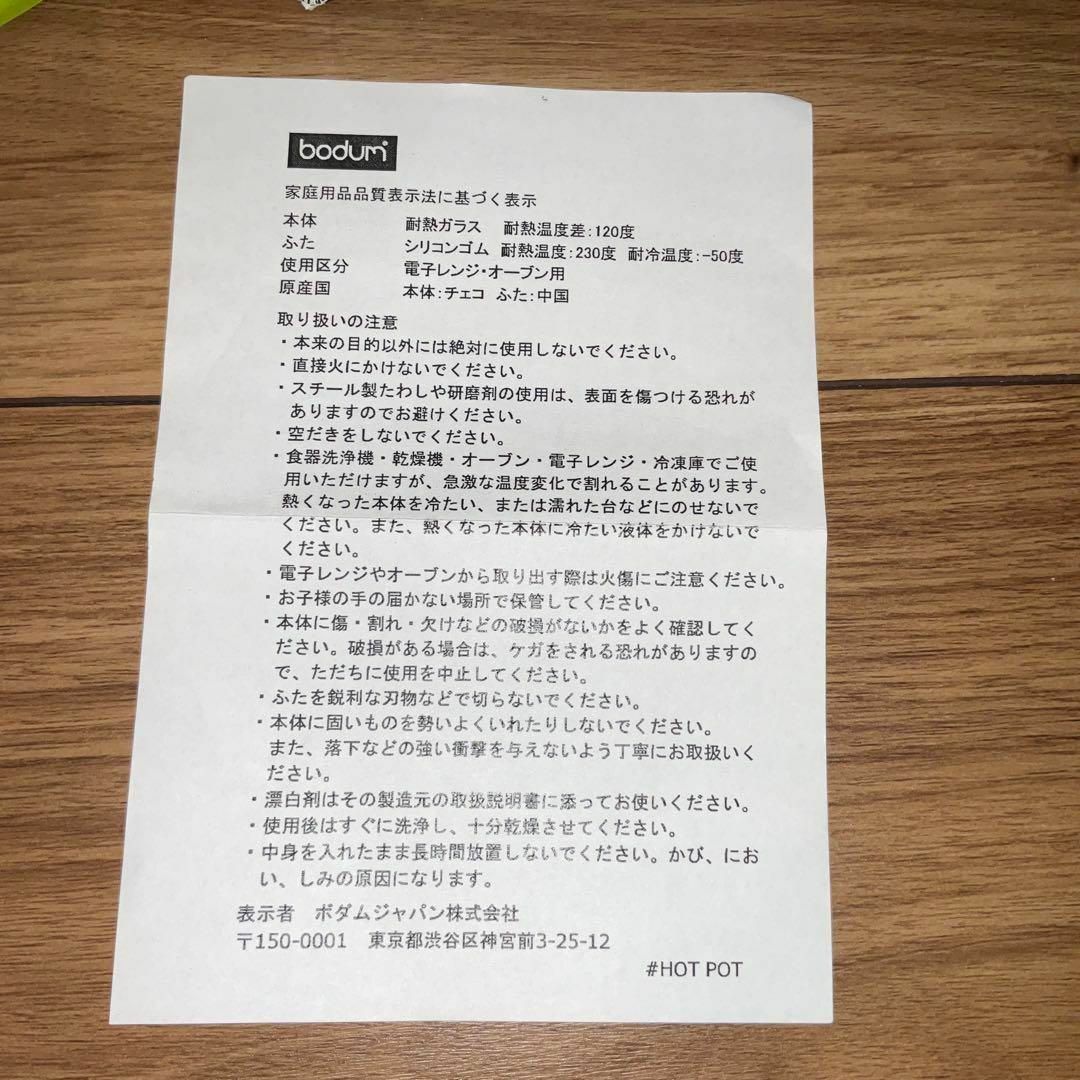 bodum
家庭用品品質表示法に基づく表示
本体 耐熱ガラス 耐熱温度差:120度
ふた シリコンゴム 耐熱温度:230度 耐冷温度:-50度
使用区分 電子レンジ・オーブン用
原産国 本体:チェコ ふた:中国
取り扱いの注意
・本来の目的以外には絶対に使用しないでください。
・直接火にかけないでください。
・スチール製たわしや研磨剤の使用は、表面を傷つける恐れが
ありますのでお避けください。
・空だきをしないでください。
・食器洗浄機・乾燥機・オーブン・電子レンジ・冷凍庫でご使
用いただけますが、急激な温度変化で割れることがあります。
熱くなった本体を冷たい、または濡れた台などにのせないで
ください。また、熱くなった本体に冷たい液体をかけないで
ください。
・電子レンジやオーブンから取り出す際は火傷にご注意ください。
・お子様の手の届かない場所で保管してください。
・本体に傷・割れ・欠けなどの破損がないかをよく確認してく
ださい。破損がある場合は、ケガをされる恐れがありますの
で、ただちに使用を中止してください。
・ふたを鋭利な刃物などで切らないでください。
・本体に固いものを勢いよくいれたりしないでください。
また、落下などの強い衝撃を与えないよう丁寧にお取扱いく
ださい。
・漂白剤はその製造元の取扱説明書に添ってお使いください。
・使用後はすぐに洗浄し、十分乾燥させてください。
・中身を入れたまま長時間放置しないでください。かび、にお
い、しみの原因になります。
表示者 ボダムジャパン株式会社
〒150-0001 東京都渋谷区神宮前3-25-12
#HOT POT